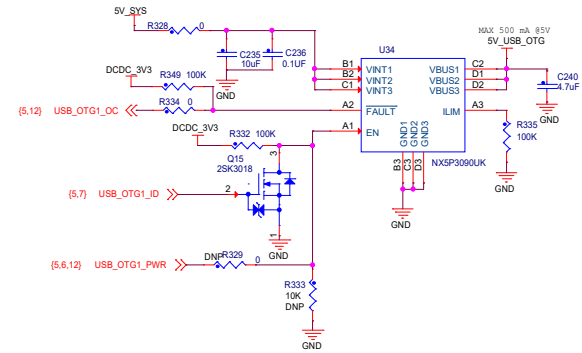 5V_SYS
MAX 500 mA @5V
5V_USB_OTG
R328 0
U34
DCDC_3V3
C235
10uF
C236
0.1UF
B1 VINT1 VBUS1 C2
B2 VINT2 VBUS2 D1
C1 VINT3 VBUS3 D2
R349 100K
C240
4.7uF
GND
{5,12} USB_OTG1_OC
R334 0
A2 FAULT ILIM A3
GND
DCDC_3V3
R332 100K
A1 EN
GND1
GND2
GND3
R335
100K
Q15
2SK3018
3
B3
C3
D3
NX5P3090UK
GND
{5,7} USB_OTG1_ID
2
1
GND
GND
{5,6,12} USB_OTG1_PWR
DNP R329 0
R333
10K
DNP
GND